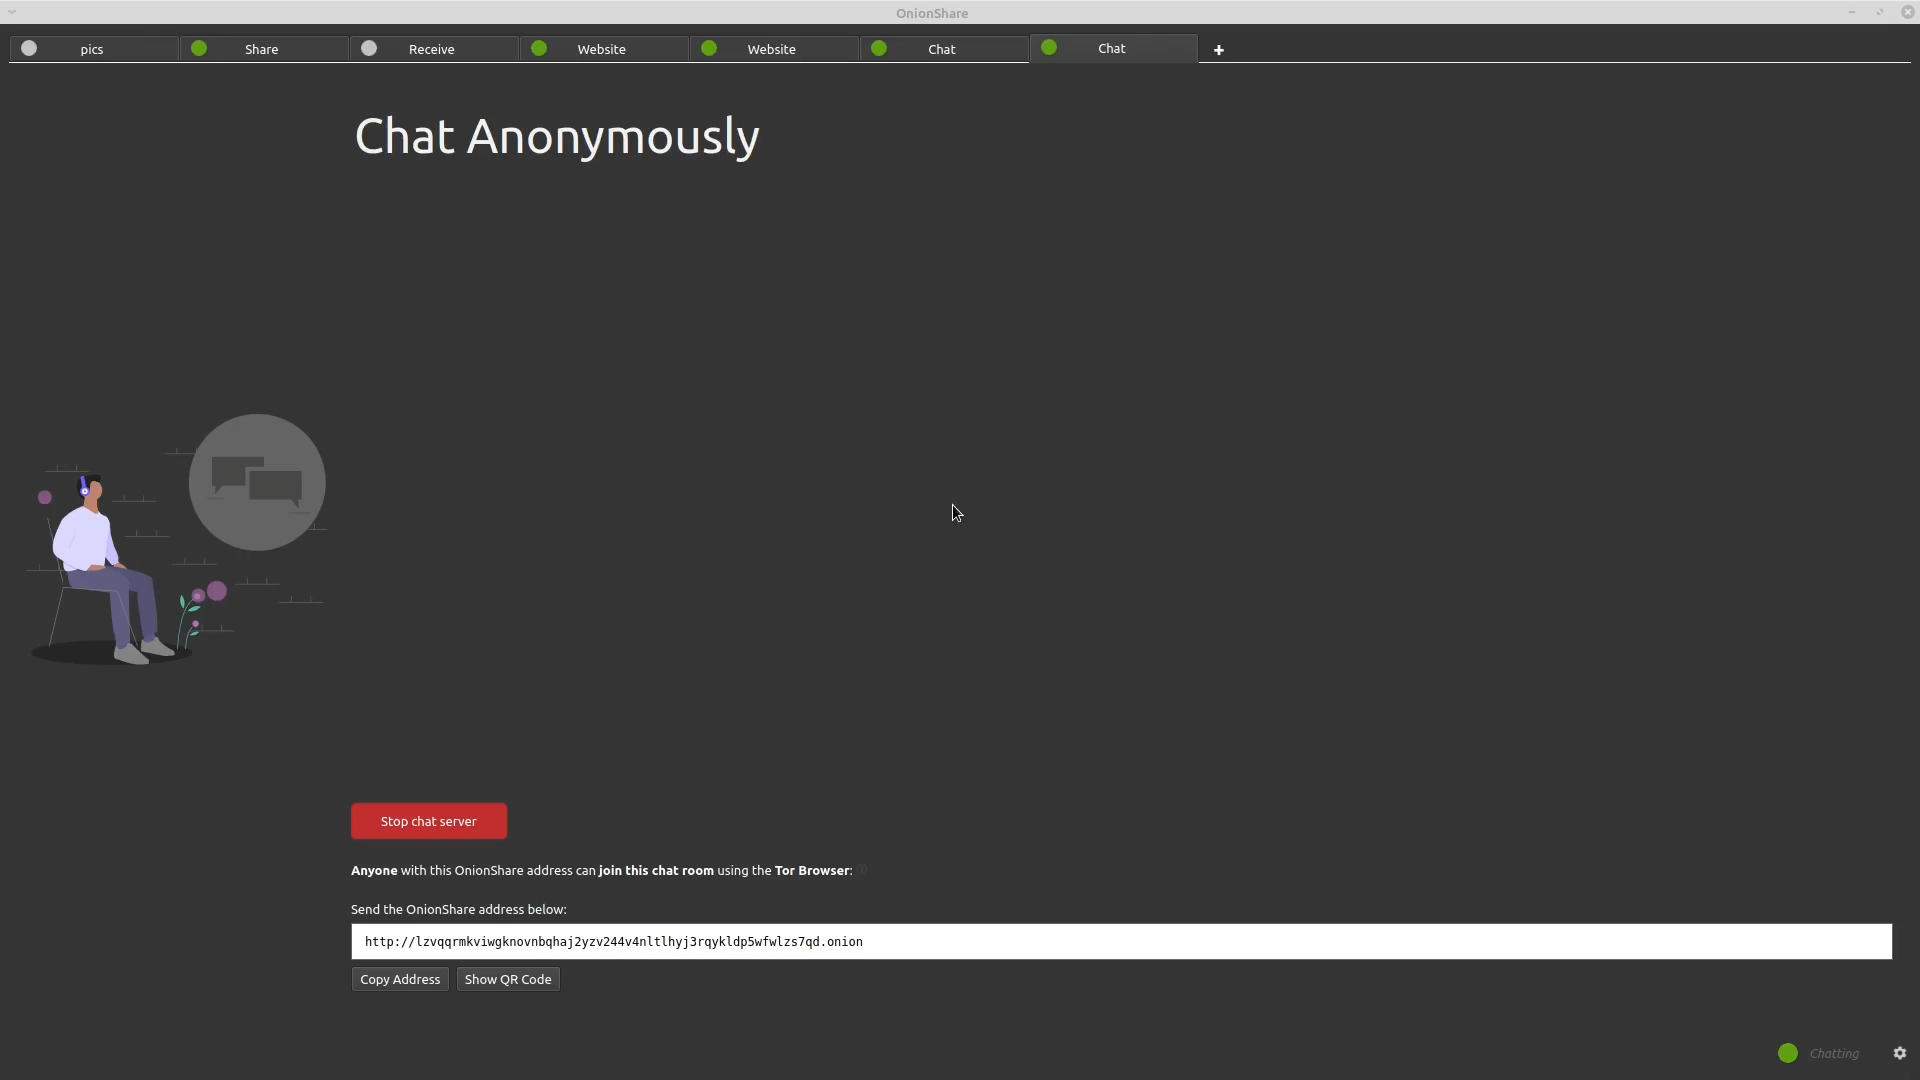 OnionShare
pics Share Receive Website Website Chat Chat +
Chat Anonymously
Stop chat server
Anyone with this OnionShare address can join this chat room using the Tor Browser:
Send the OnionShare address below:
http://lzvqqrmkviwgknovnbqhaj2yzv244v4nltlhyj3rqykldp5wfwlzs7qd.onion
Copy Address Show QR Code
Chatting